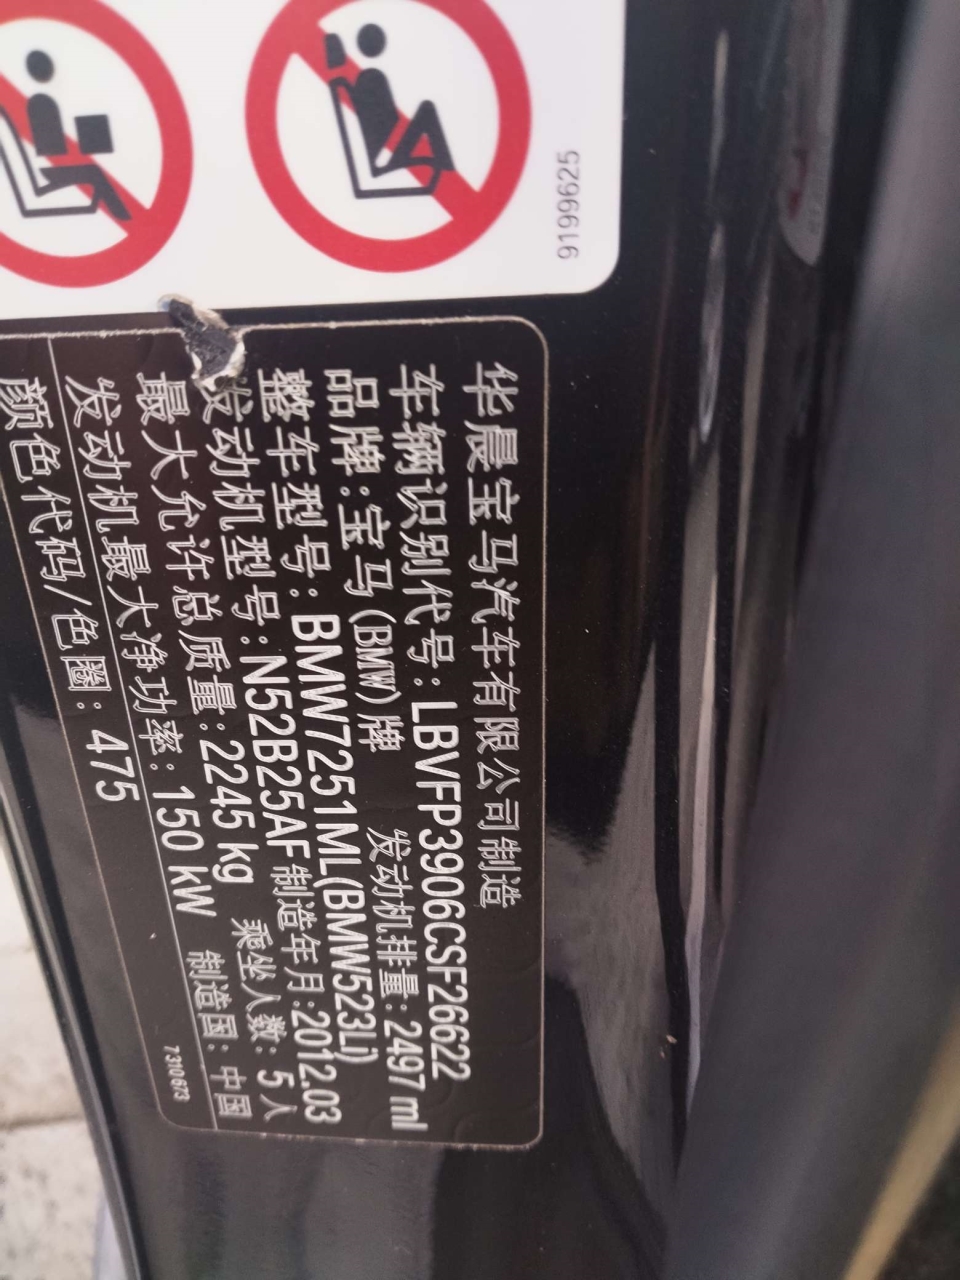 9199625
华晨宝马汽车有限公司制造
车辆识别代号:LBVFP3906CSF26622
品牌:宝马(BMW)牌 发动机排量:2497 ml
整车型号:BMW7251ML(BMW523Li)
发动机型号:N52B25AF 制造年月:2012.03
最大允许总质量:2245 kg 乘坐人数:5人
发动机最大净功率:150 kW 制造国:中国
颜色代码/色圈:475
7310673